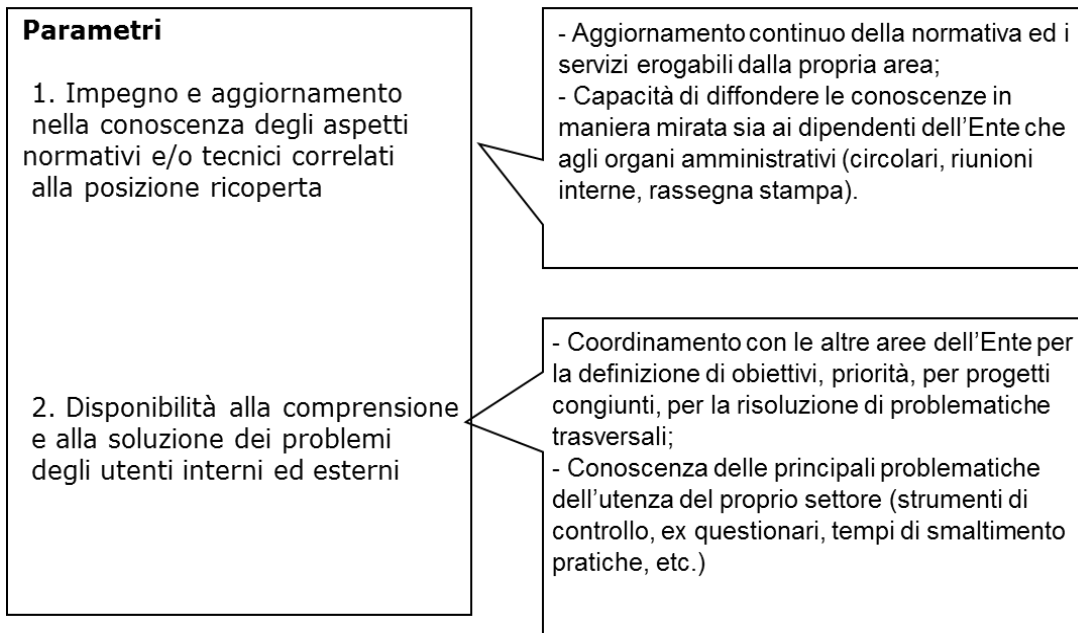 Parametri
1. Impegno e aggiornamento
nella conoscenza degli aspetti
normativi e/o tecnici correlati
alla posizione ricoperta
- Aggiornamento continuo della normativa ed i
servizi erogabili dalla propria area;
- Capacità di diffondere le conoscenze in
maniera mirata sia ai dipendenti dell'Ente che
agli organi amministrativi (circolari, riunioni
interne, rassegna stampa).
2. Disponibilità alla comprensione
e alla soluzione dei problemi
degli utenti interni ed esterni
- Coordinamento con le altre aree dell'Ente per
la definizione di obiettivi, priorità, per progetti
congiunti, per la risoluzione di problematiche
trasversali;
- Conoscenza delle principali problematiche
dell'utenza del proprio settore (strumenti di
controllo, ex questionari, tempi di smaltimento
pratiche, etc.)